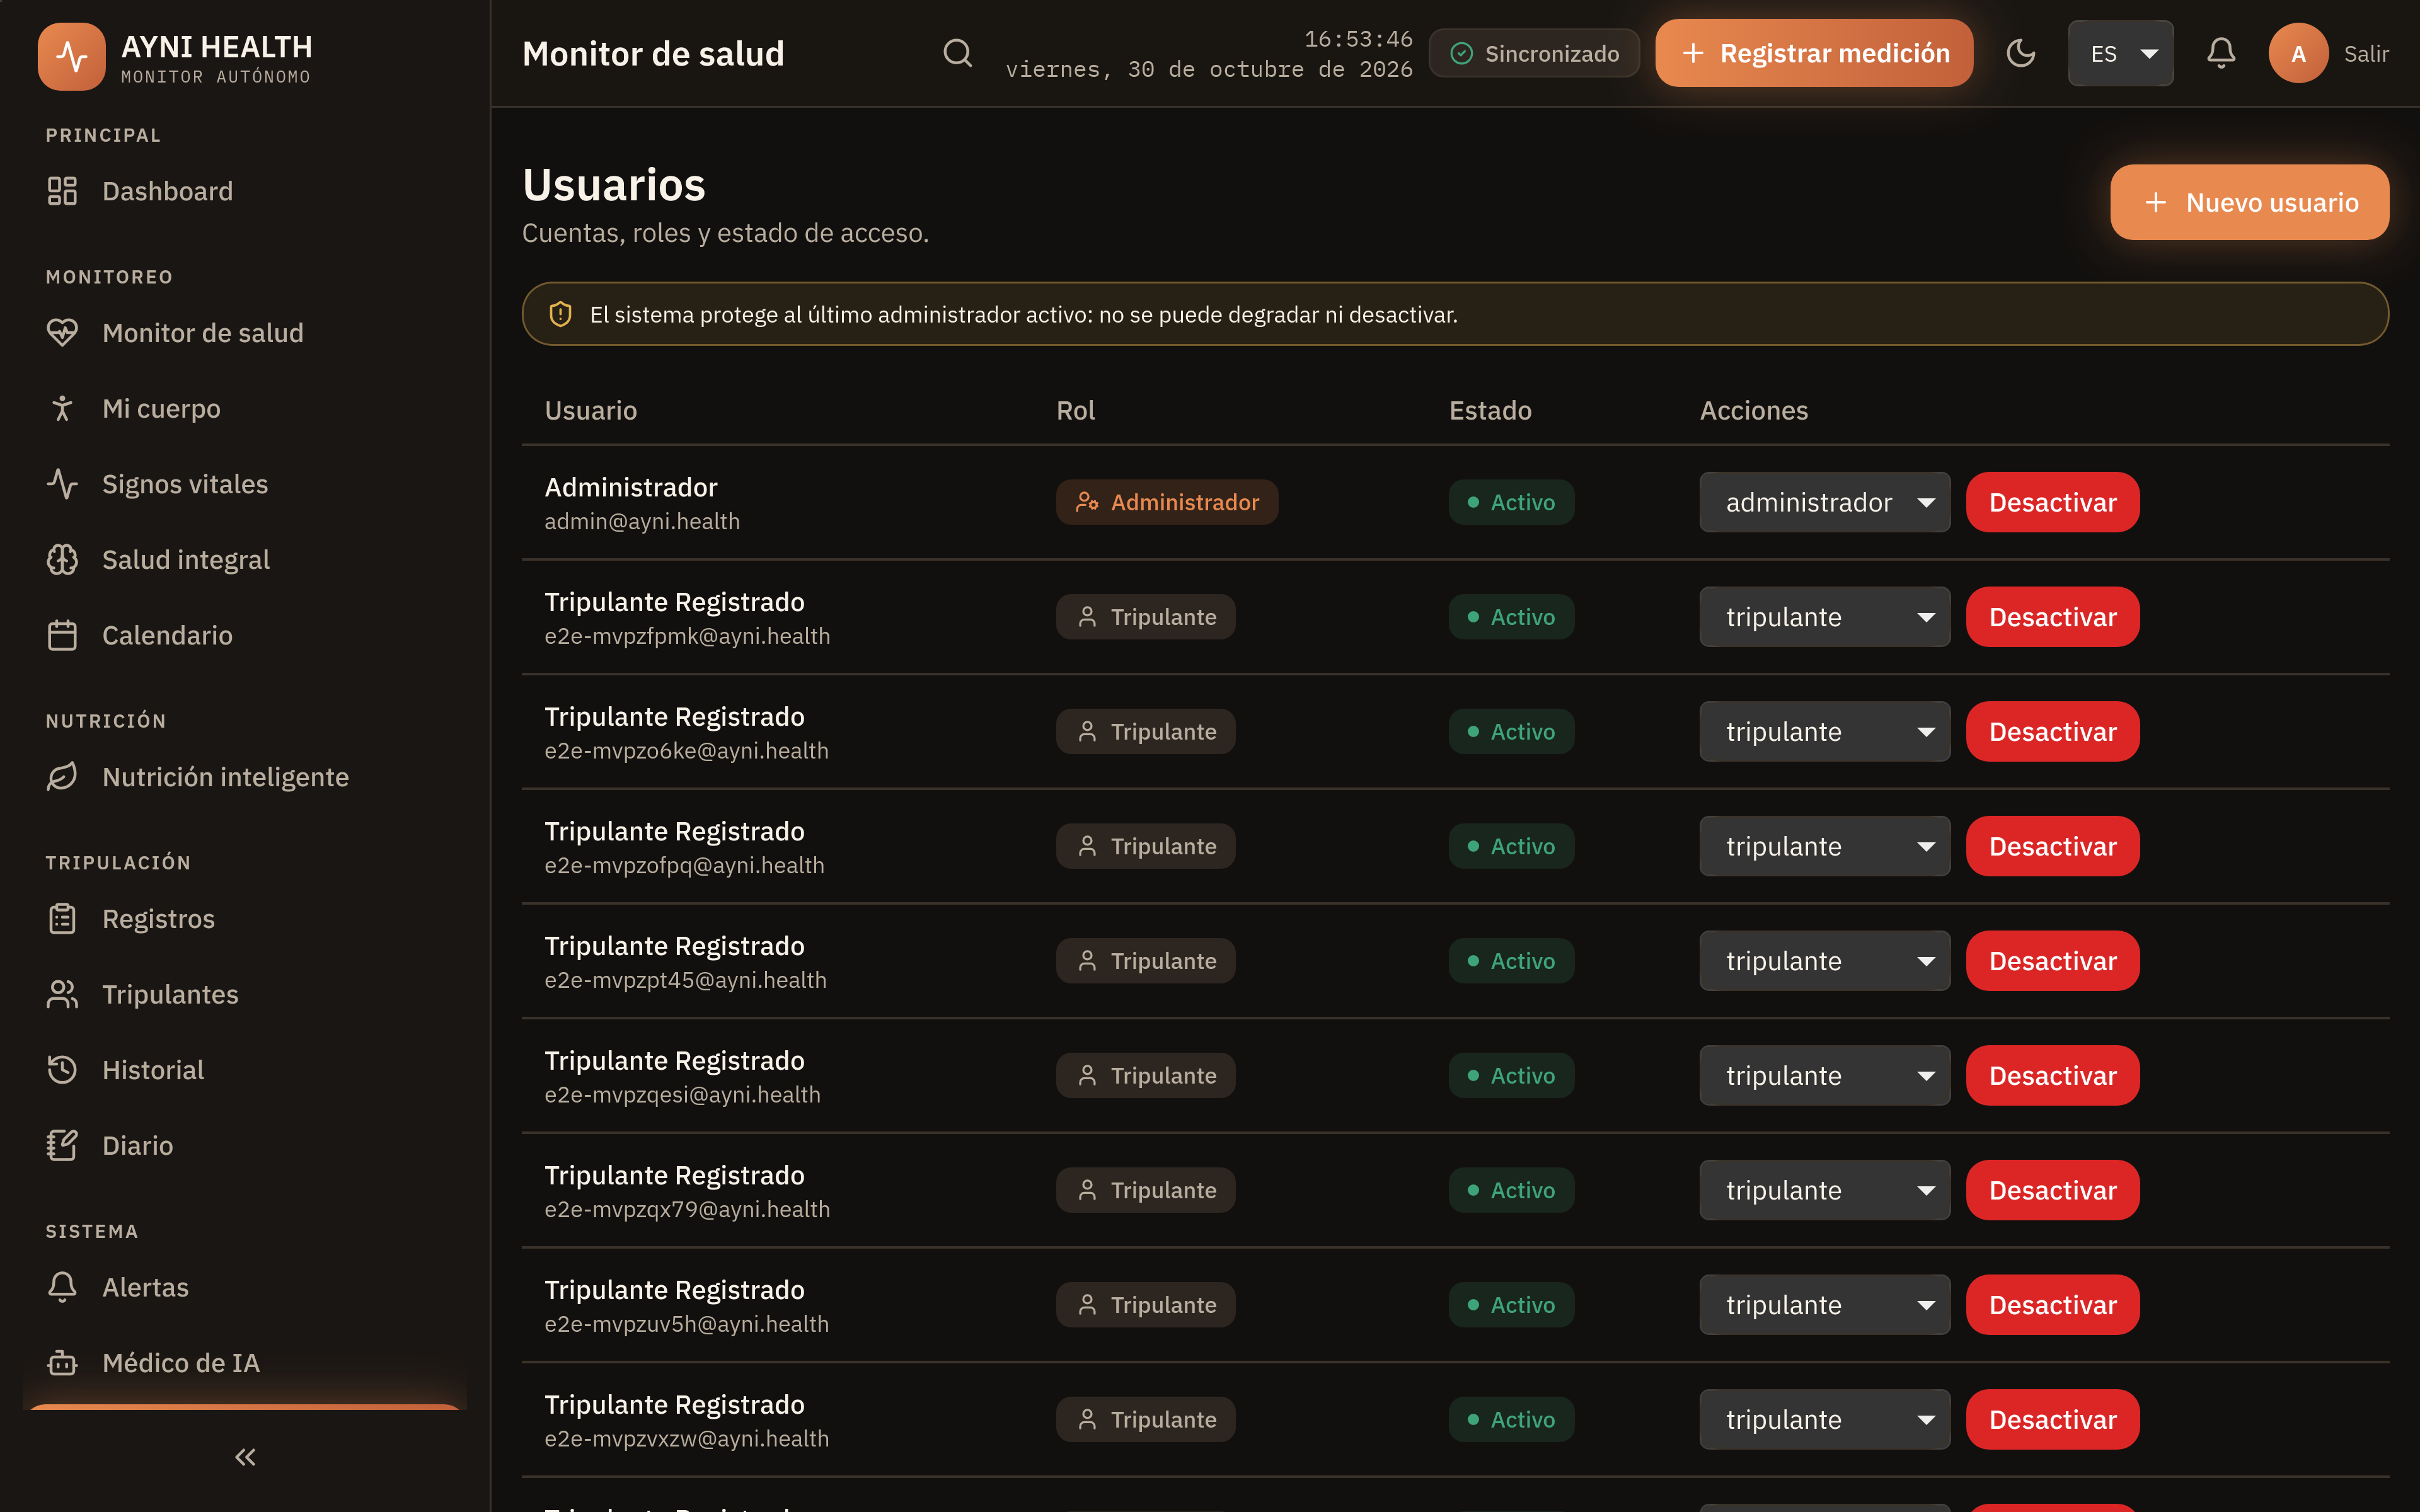 AYNI HEALTH
MONITOR AUTÓNOMO
PRINCIPAL
Dashboard
MONITOREO
Monitor de salud
Mi cuerpo
Signos vitales
Salud integral
Calendario
NUTRICIÓN
Nutrición inteligente
TRIPULACIÓN
Registros
Tripulantes
Historial
Diario
SISTEMA
Alertas
Médico de IA
Monitor de salud
16:53:46
viernes, 30 de octubre de 2026
Sincronizado
Registrar medición
ES
A
Salir
Usuarios
Cuentas, roles y estado de acceso.
Nuevo usuario
El sistema protege al último administrador activo: no se puede degradar ni desactivar.
Usuario Rol Estado Acciones
Administrador
admin@ayni.health
Administrador Activo administrador Desactivar
Tripulante Registrado
e2e-mvpzfpmk@ayni.health
Tripulante Activo tripulante Desactivar
Tripulante Registrado
e2e-mvpzo6ke@ayni.health
Tripulante Activo tripulante Desactivar
Tripulante Registrado
e2e-mvpzofpq@ayni.health
Tripulante Activo tripulante Desactivar
Tripulante Registrado
e2e-mvpzpt45@ayni.health
Tripulante Activo tripulante Desactivar
Tripulante Registrado
e2e-mvpzqesi@ayni.health
Tripulante Activo tripulante Desactivar
Tripulante Registrado
e2e-mvpzqx79@ayni.health
Tripulante Activo tripulante Desactivar
Tripulante Registrado
e2e-mvpzuv5h@ayni.health
Tripulante Activo tripulante Desactivar
Tripulante Registrado
e2e-mvpzvxzw@ayni.health
Tripulante Activo tripulante Desactivar